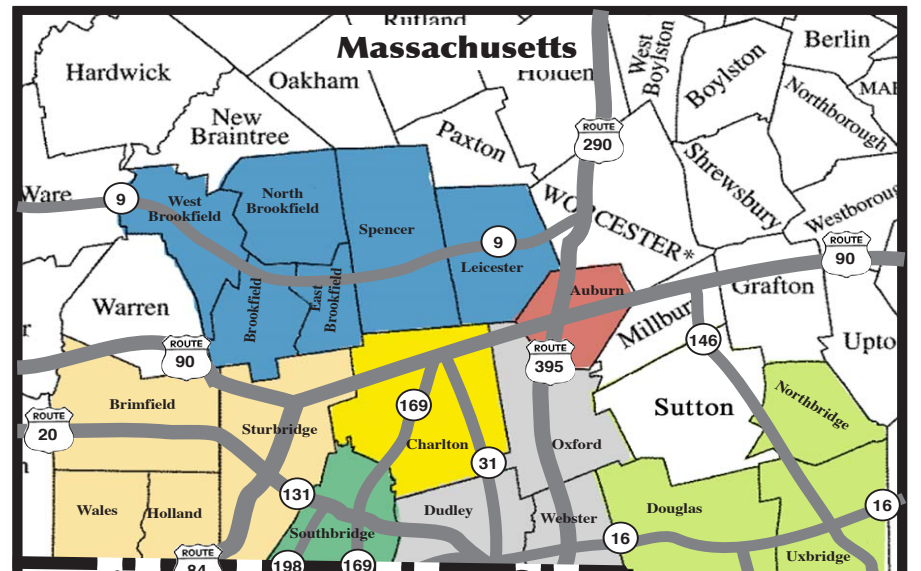 Rutland
Massachusetts
Hardwick
Oakham
Holden
West
Boylston
Boylston
Berlin
Northborough
New
Braintree
Paxton
ROUTE
290
Shrewsbury
Ware
9
West
Brookfield
North
Brookfield
Spencer
9
Leicester
WORCESTER*
ROUTE
90
Warren
Brookfield
East
Brookfield
Auburn
Grafton
ROUTE
90
ROUTE
395
146
Brimfield
169
Sutton
Northbridge
ROUTE
20
Sturbridge
Charlton
31
Oxford
131
Wales
Holland
Dudley
Webster
Douglas
16
Southbridge
16
Uxbridge
ROUTE
84
198
169